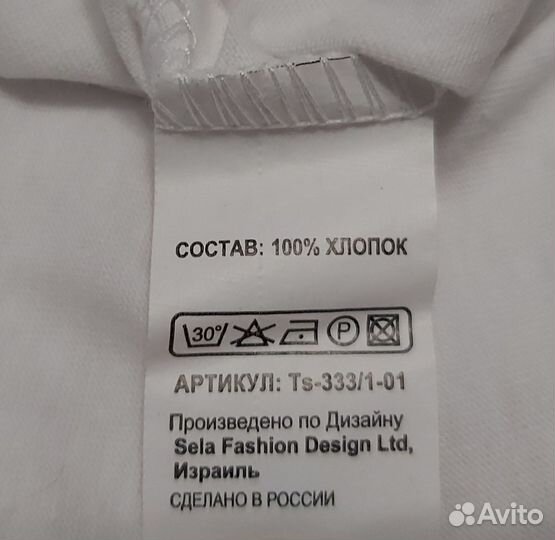 СОСТАВ: 100% ХЛОПОК
30° P
АРТИКУЛ: Ts-333/1-01
Произведено по Дизайну
Sela Fashion Design Ltd,
Израиль
СДЕЛАНО В РОССИИ
Avito